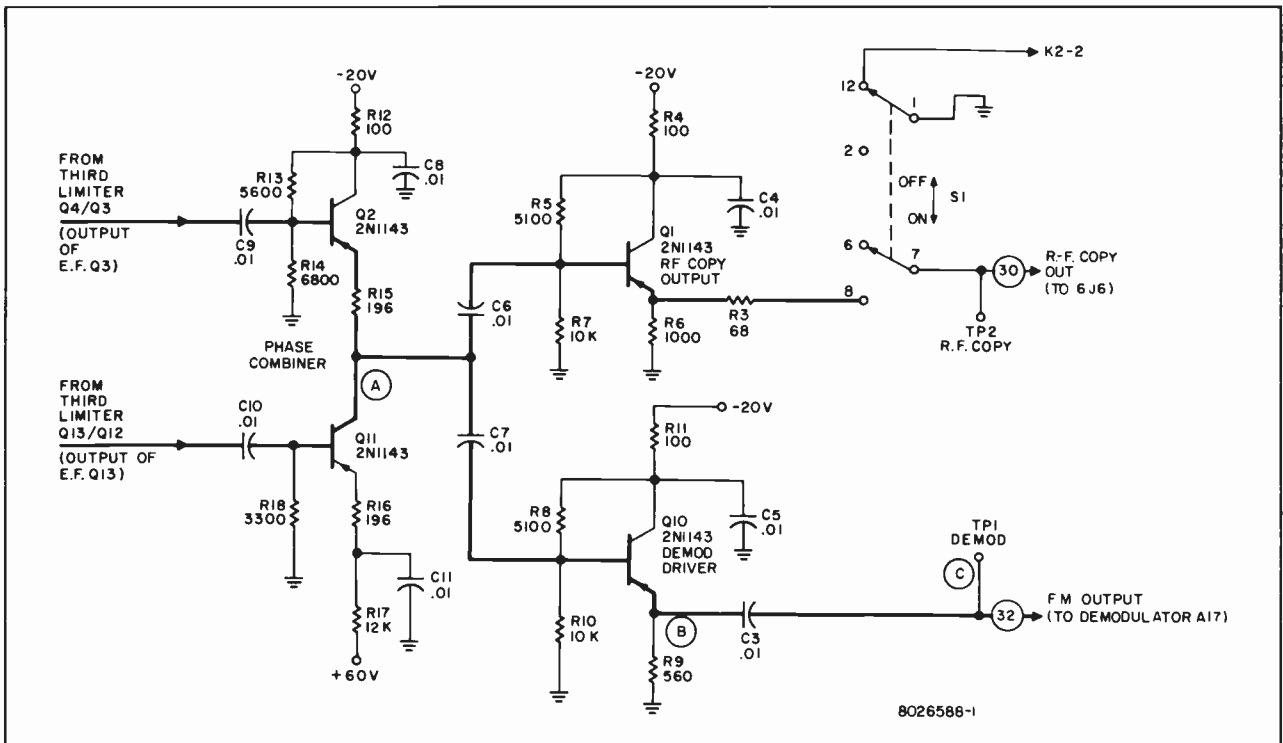 -20V
R12
100
C8
.01
FROM
THIRD
LIMITER
Q4/Q3
(OUTPUT
OF
E.F. Q3)
C9
.01
R13
5600
R14
6800
Q2
2N1143
R15
196
PHASE
COMBINER
A
FROM
THIRD
LIMITER
Q13/Q12
(OUTPUT OF
E.F. Q13)
C10
.01
R18
3300
Q11
2N1143
R16
196
C11
.01
R17
12K
+60V
C6
.01
C7
.01
-20V
R4
100
C4
.01
R5
5100
Q1
2N1143
RF COPY
OUTPUT
R7
10K
R6
1000
R3
68
K2-2
12
1
2
OFF
ON
S1
6
7
8
30
R-F. COPY
OUT
(TO 6J6)
TP2
R.F. COPY
-20V
R11
100
R8
5100
C5
.01
Q10
2N1143
DEMOD
DRIVER
R10
10K
B
R9
560
C3
.01
TP1
DEMOD
C
32
FM OUTPUT
(TO DEMODULATOR A17)
8026588-1